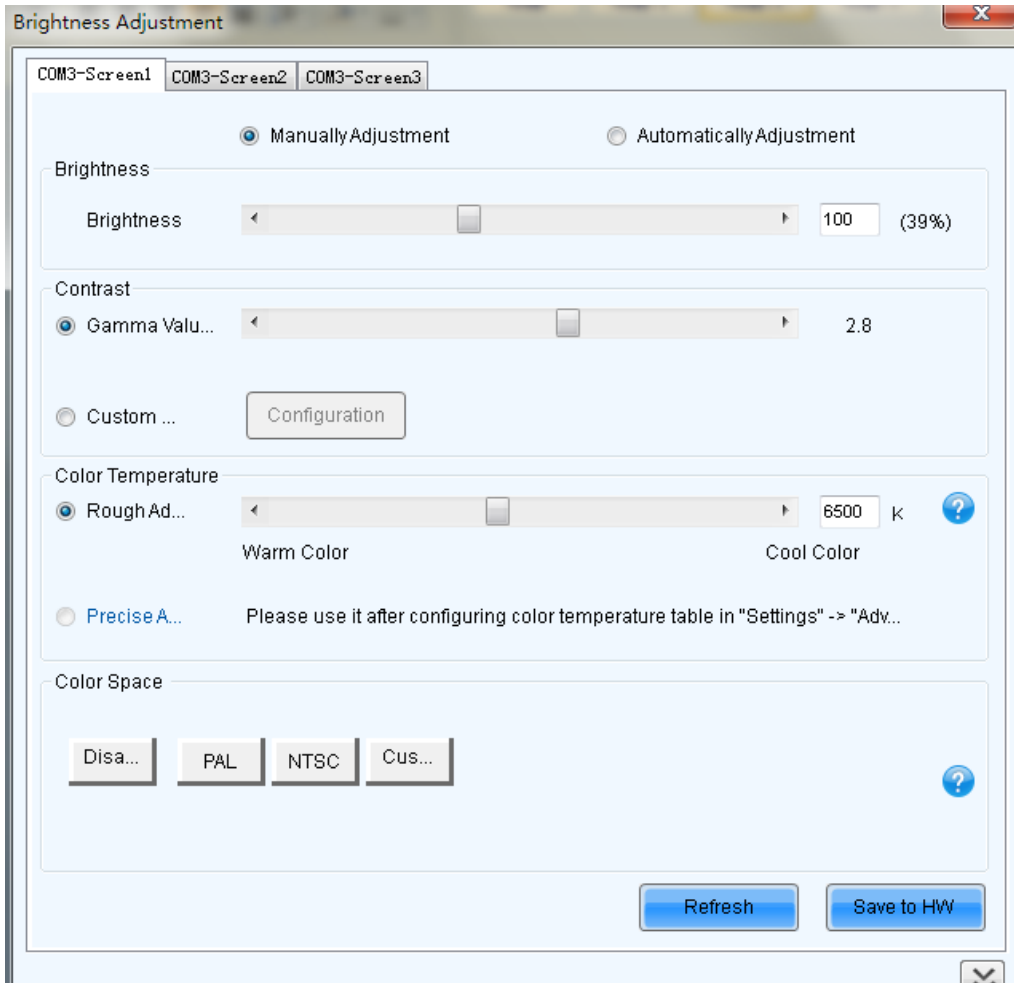 Brightness Adjustment
COM3-Screen1 COM3-Screen2 COM3-Screen3
Manually Adjustment Automatically Adjustment
Brightness
Brightness 100 (39%)
Contrast
Gamma Valu... 2.8
Custom ... Configuration
Color Temperature
Rough Ad... 6500 K
Warm Color Cool Color
Precise A... Please use it after configuring color temperature table in "Settings" -> "Adv...
Color Space
Disa... PAL NTSC Cus...
Refresh Save to HW